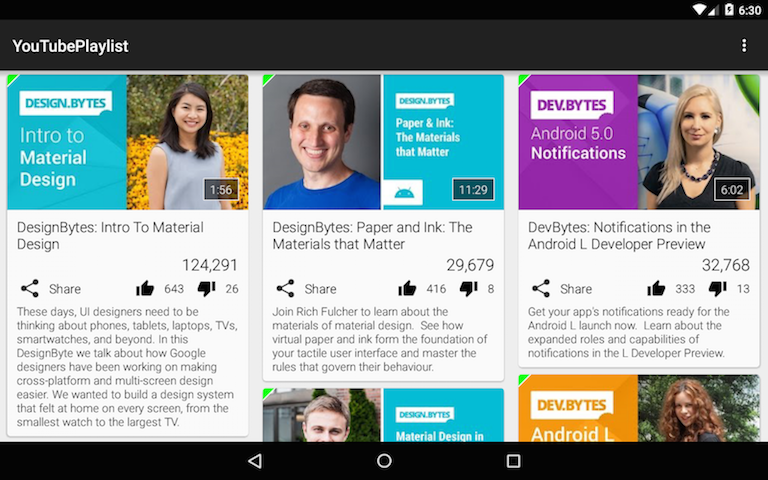 6:30
YouTubePlaylist
DESIGN.BYTES
Intro to
Material
Design
1:56
DesignBytes: Intro To Material
Design
124,291
Share 643 26
These days, UI designers need to be
thinking about phones, tablets, laptops, TVs,
smartwatches, and beyond. In this
DesignByte we talk about how Google
designers have been working on making
cross-platform and multi-screen design
easier. We wanted to build a design system
that felt at home on every screen, from the
smallest watch to the largest TV.
DESIGN.BYTES
Paper & Ink:
The Materials
that Matter
11:29
DesignBytes: Paper and Ink: The
Materials that Matter
29,679
Share 416 8
Join Rich Fulcher to learn about the
materials of material design. See how
virtual paper and ink form the foundation of
your tactile user interface and master the
rules that govern their behaviour.
DESIGN.BYTES
Material Design in
DEV.BYTES
Android 5.0
Notifications
6:02
DevBytes: Notifications in the
Android L Developer Preview
32,768
Share 333 13
Get your app's notifications ready for the
Android L launch now. Learn about the
expanded roles and capabilities of
notifications in the L Developer Preview.
DEV.BYTES
Android L